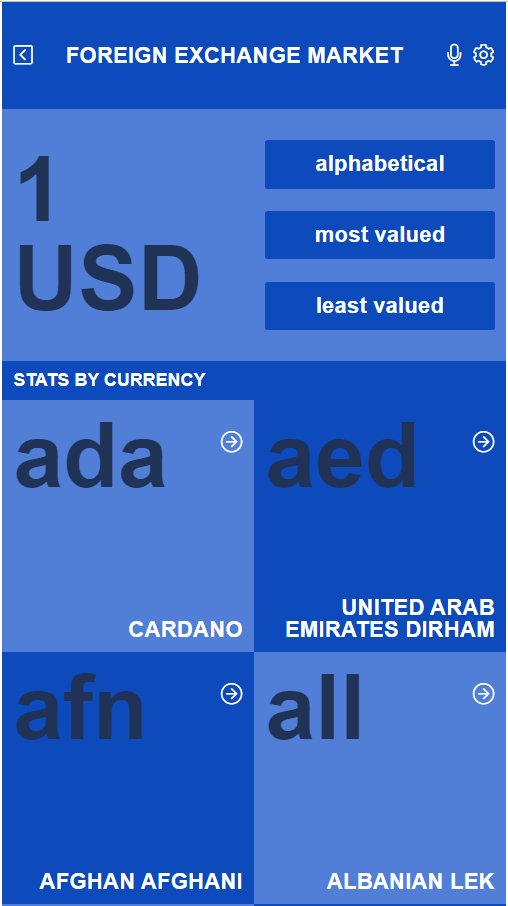 FOREIGN EXCHANGE MARKET
1
USD
alphabetical
most valued
least valued
STATS BY CURRENCY
ada
CARDANO
aed
UNITED ARAB
EMIRATES DIRHAM
afn
AFGHAN AFGHANI
all
ALBANIAN LEK